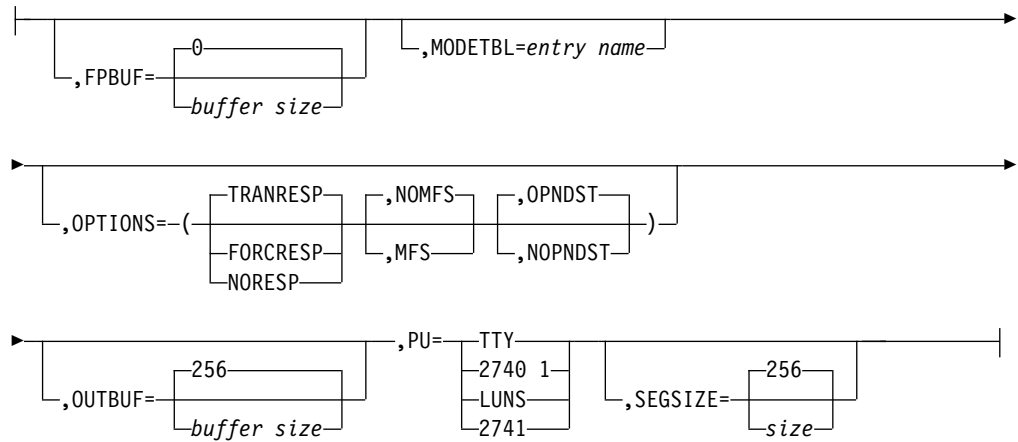 0
,FPBUF=
buffer size
,MODETBL=entry name
,OPTIONS=(
TRANRESP
FORCRESP
NORESP
,NOMFS
,MFS
,OPNDST
,NOPNDST
)
,OUTBUF=
256
buffer size
,PU=
TTY
2740 1
LUNS
2741
,SEGSIZE=
256
size